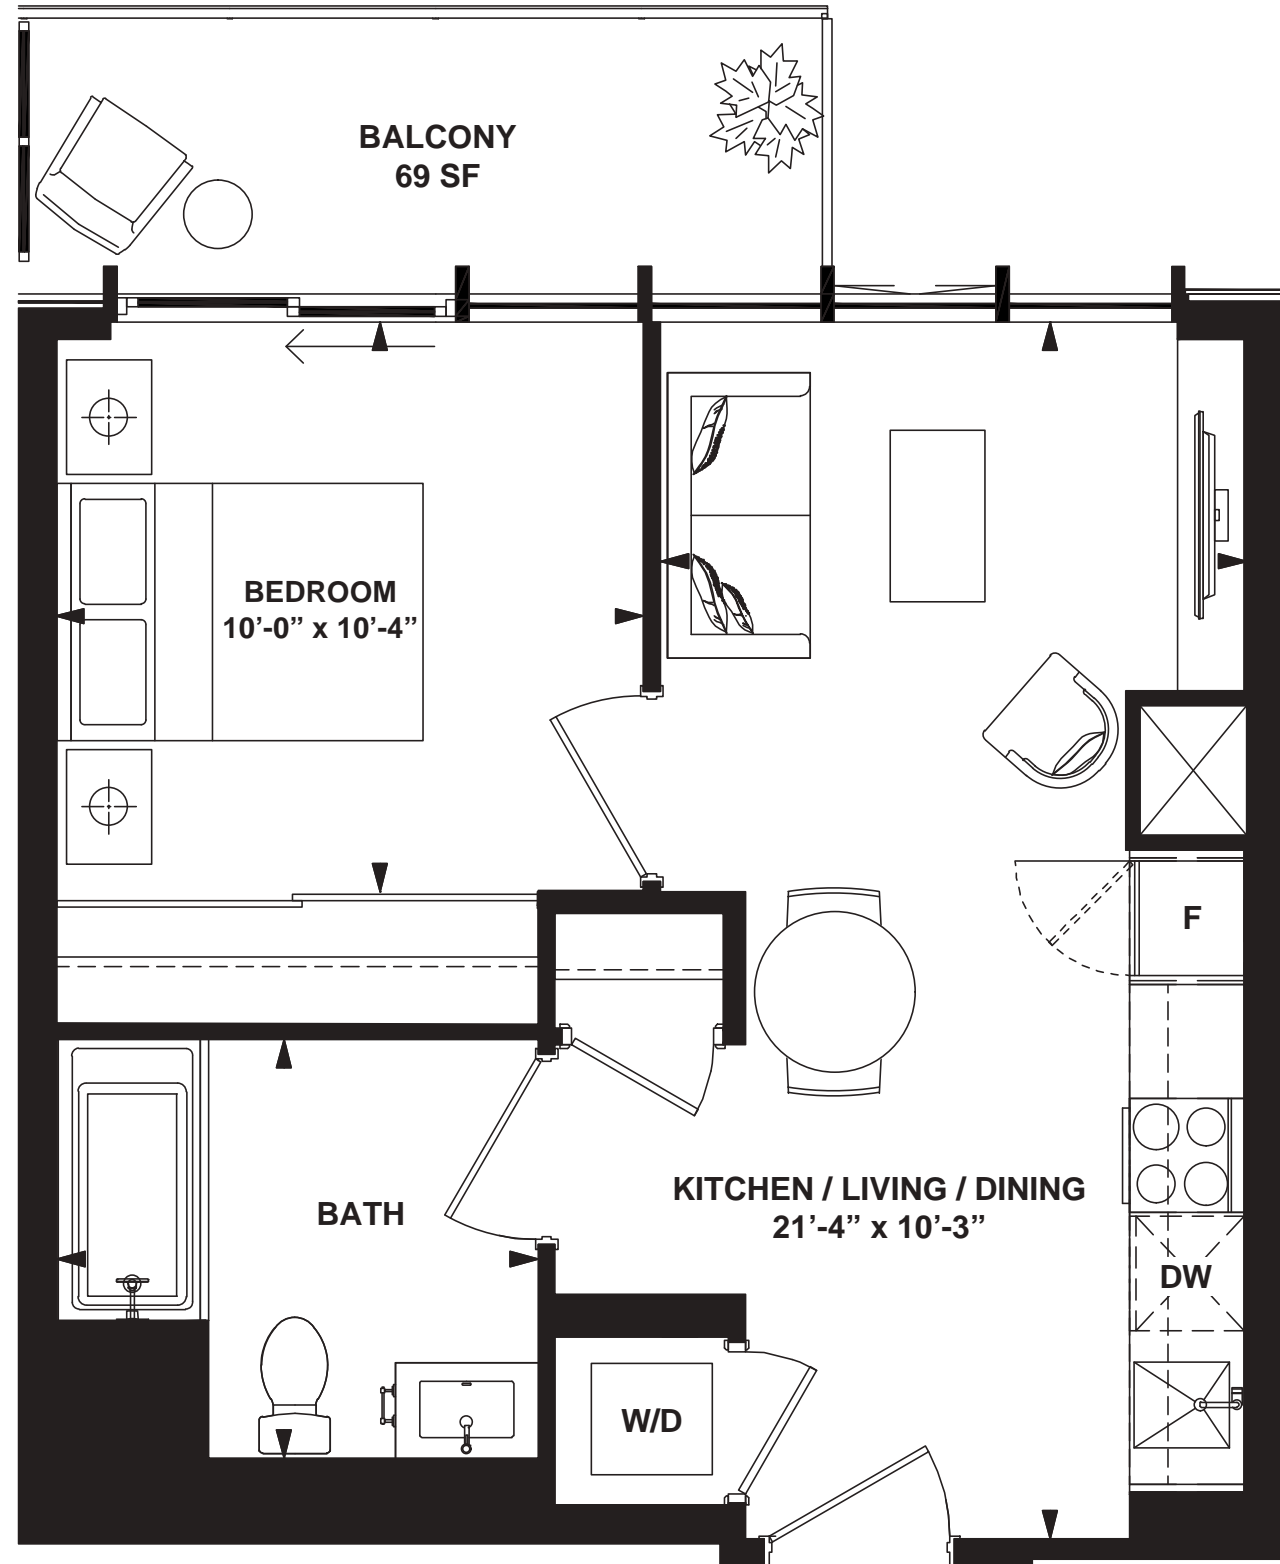 BALCONY
69 SF
BEDROOM
10’-0” x 10’-4”
F
KITCHEN / LIVING / DINING
21’-4” x 10’-3”
BATH
DW
W/D